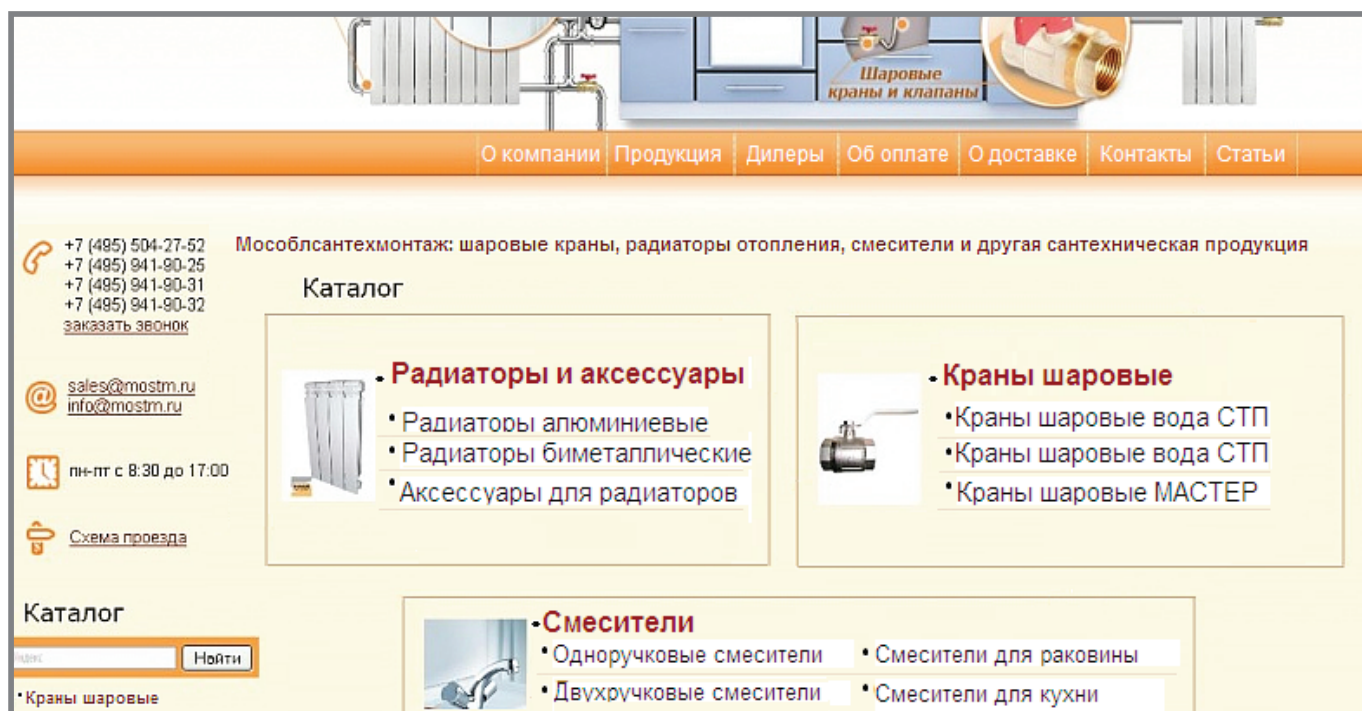 Шаровые
краны и клапаны
О компании Продукция Дилеры Об оплате О доставке Контакты Статьи
+7 (495) 504-27-52
+7 (495) 941-90-25
+7 (495) 941-90-31
+7 (495) 941-90-32
заказать звонок
sales@mostm.ru
info@mostm.ru
пн-пт с 8:30 до 17:00
Схема проезда
Каталог
Яндекс Найти
Краны шаровые
Мособлсантехмонтаж: шаровые краны, радиаторы отопления, смесители и другая сантехническая продукция
Каталог
Радиаторы и аксессуары
Радиаторы алюминиевые
Радиаторы биметаллические
Аксессуары для радиаторов
Краны шаровые
Краны шаровые вода СТП
Краны шаровые вода СТП
Краны шаровые МАСТЕР
Смесители
Одноручковые смесители
Двухручковые смесители
Смесители для раковины
Смесители для кухни